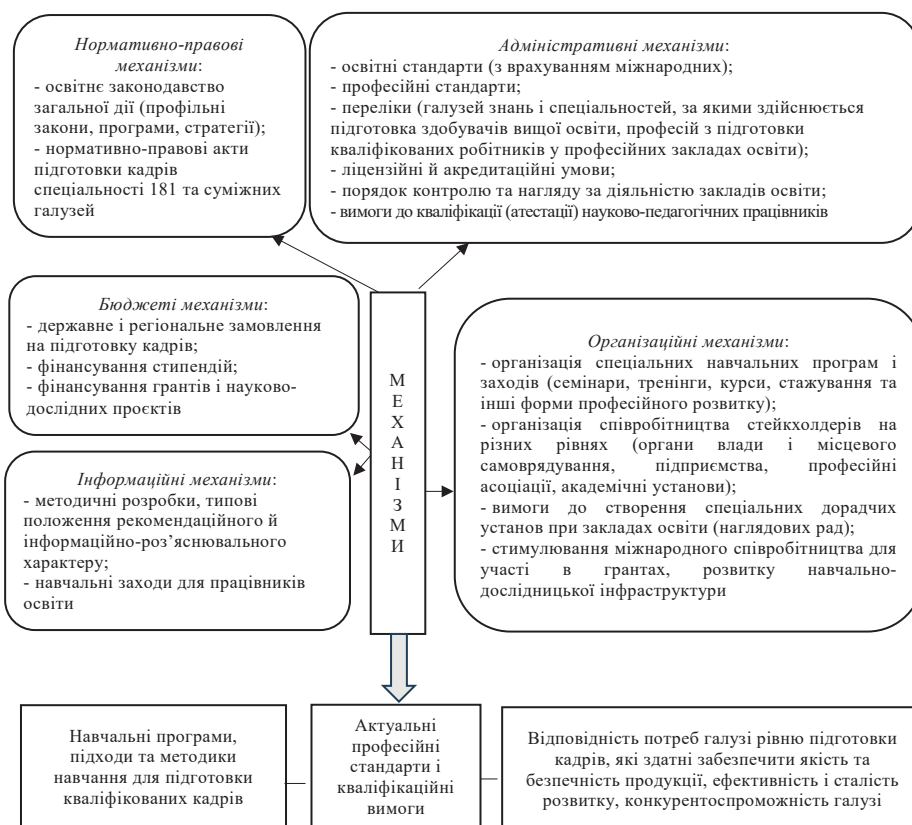 Нормативно-правові
механізми:
- освітнє законодавство
загальної дії (профільні
закони, програми, стратегії);
- нормативно-правові акти
підготовки кадрів
спеціальності 181 та суміжних
галузей
Адміністративні механізми:
- освітні стандарти (з врахуванням міжнародних);
- професійні стандарти;
- переліки (галузей знань і спеціальностей, за якими здійснюється
підготовка здобувачів вищої освіти, професій з підготовки
кваліфікованих робітників у професійних закладах освіти);
- ліцензійні й акредитаційні умови;
- порядок контролю та нагляду за діяльністю закладів освіти;
- вимоги до кваліфікації (атестації) науково-педагогічних працівників
Бюджеті механізми:
- державне і регіональне замовлення
на підготовку кадрів;
- фінансування стипендій;
- фінансування грантів і науково-
дослідних проєктів
Інформаційні механізми:
- методичні розробки, типові
положення рекомендаційного й
інформаційно-роз’яснювального
характеру;
- навчальні заходи для працівників
освіти
М
Е
Х
А
Н
І
З
М
И
Організаційні механізми:
- організація спеціальних навчальних програм і
заходів (семінари, тренінги, курси, стажування та
інші форми професійного розвитку);
- організація співробітництва стейкхолдерів на
різних рівнях (органи влади і місцевого
самоврядування, підприємства, професійні
асоціації, академічні установи);
- вимоги до створення спеціальних дорадчих
установ при закладах освіти (наглядових рад);
- стимулювання міжнародного співробітництва для
участі в грантах, розвитку навчально-
дослідницької інфраструктури
Навчальні програми,
підходи та методики
навчання для підготовки
кваліфікованих кадрів
Актуальні
професійні
стандарти і
кваліфікаційні
вимоги
Відповідність потреб галузі рівню підготовки
кадрів, які здатні забезпечити якість та
безпечність продукції, ефективність і сталість
розвитку, конкурентоспроможність галузі